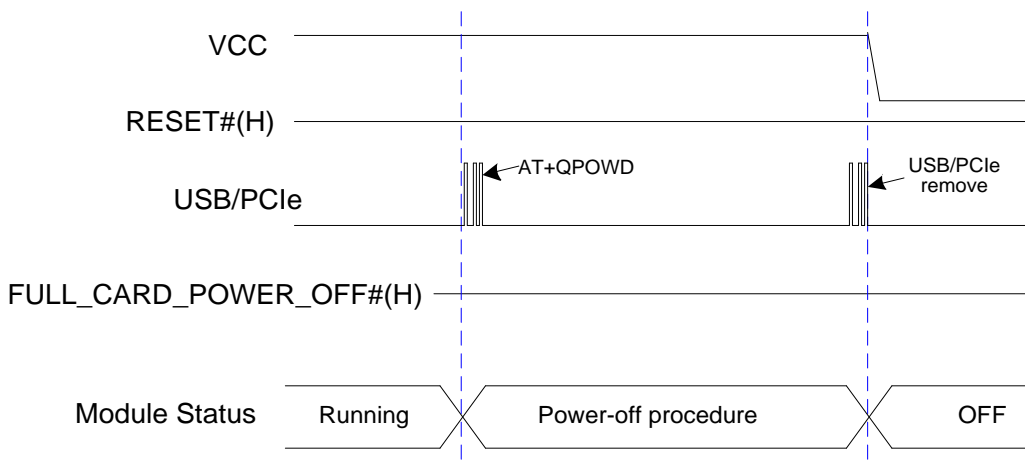 VCC
RESET#(H)
USB/PCIe
AT+QPOWD
USB/PCIe
remove
FULL_CARD_POWER_OFF#(H)
Module Status
Running
Power-off procedure
OFF